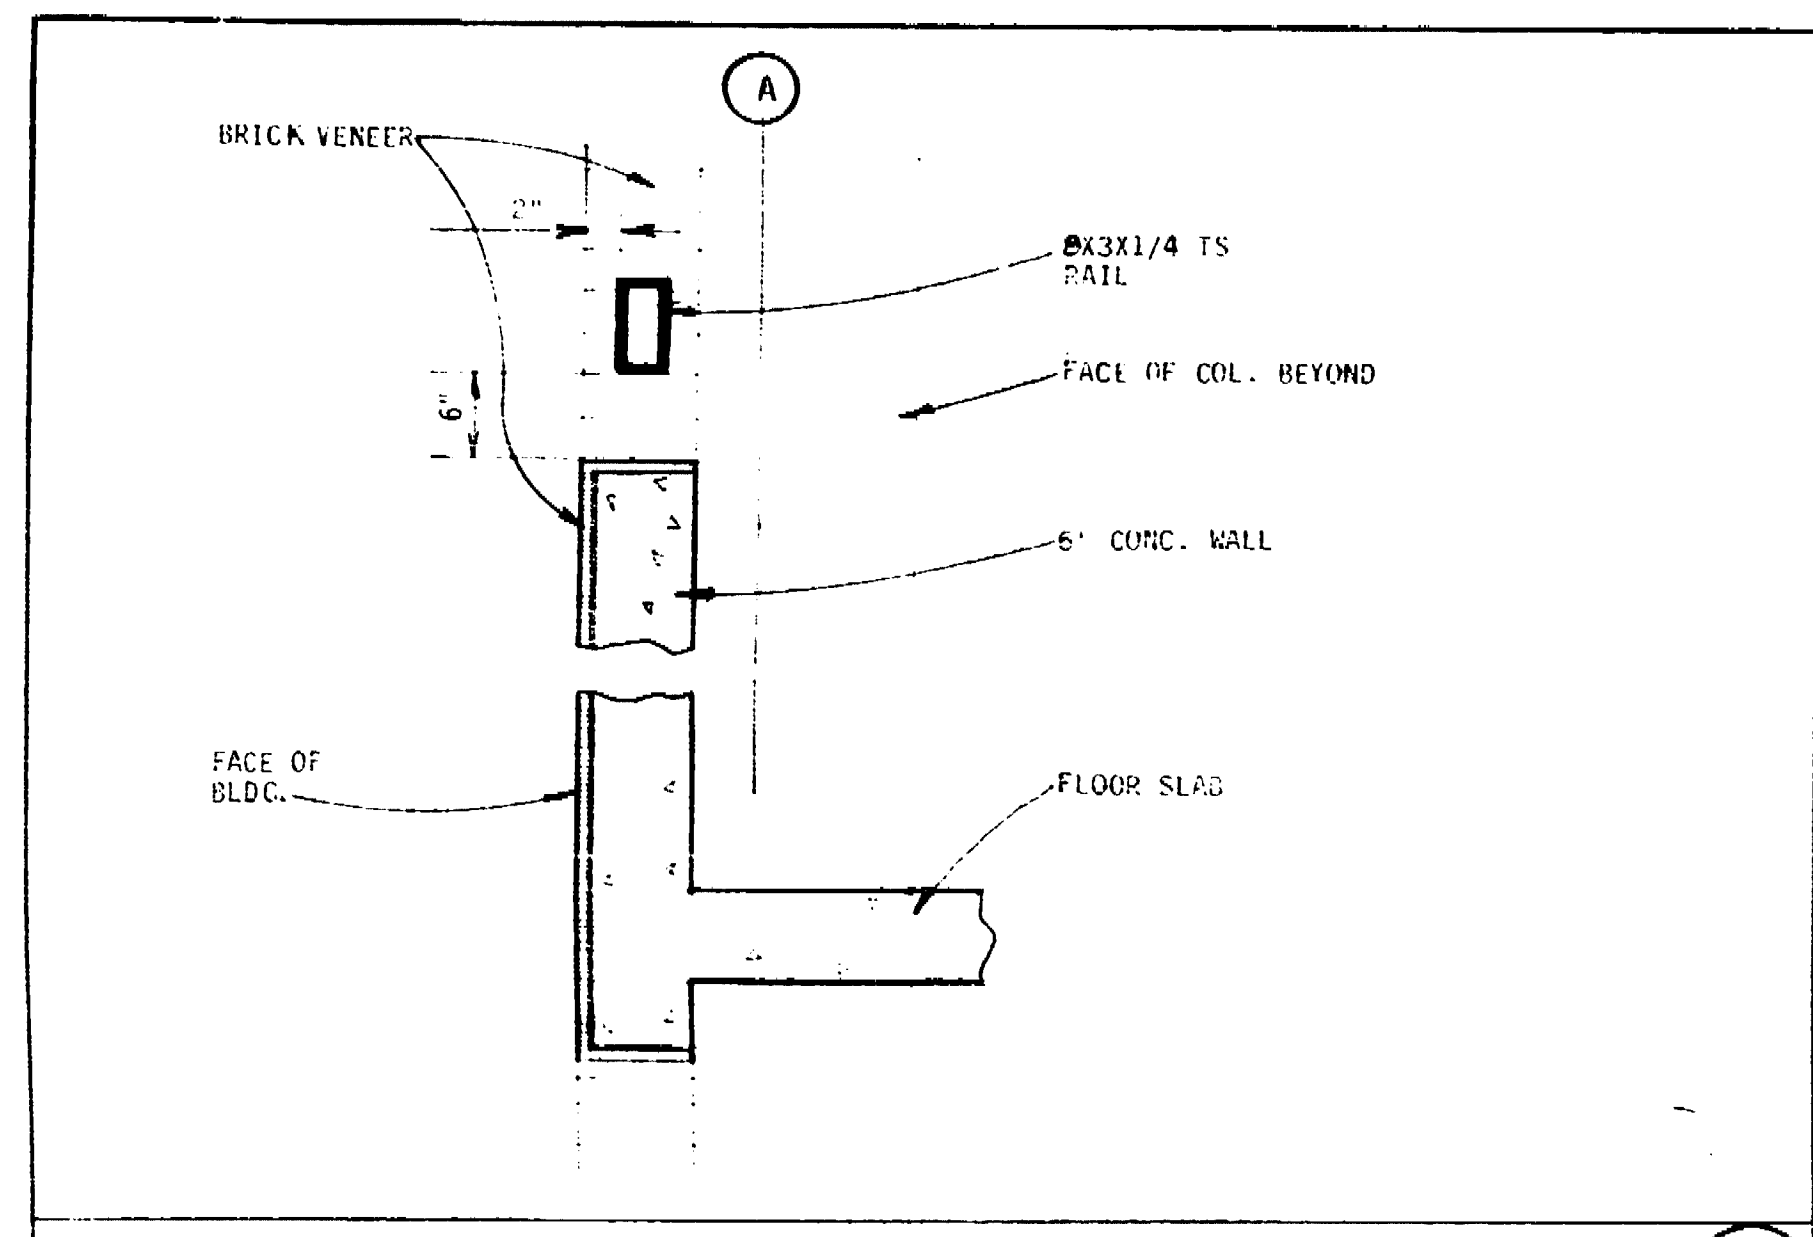 A
BRICK VENEER
2"
8X3X1/4 TS
RAIL
FACE OF COL. BEYOND
6"
6' CONC. WALL
FACE OF
BLDG.
FLOOR SLAB